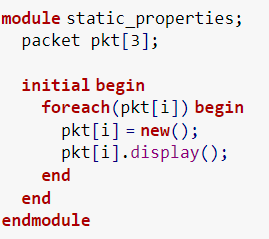 module static_properties;
  packet pkt[3];

  initial begin
    foreach(pkt[i]) begin
      pkt[i] = new();
      pkt[i].display();
    end
  end
endmodule